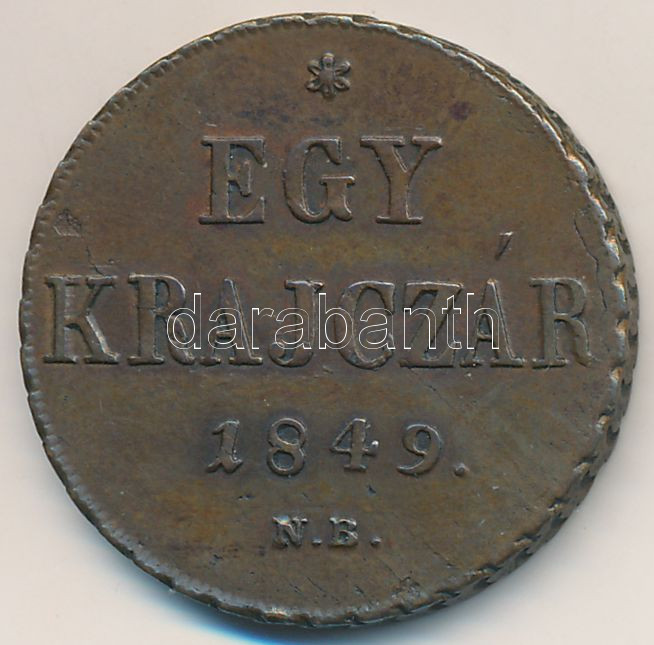 EGY
KRAJCZÁR
darabanth
1849.
N.B.